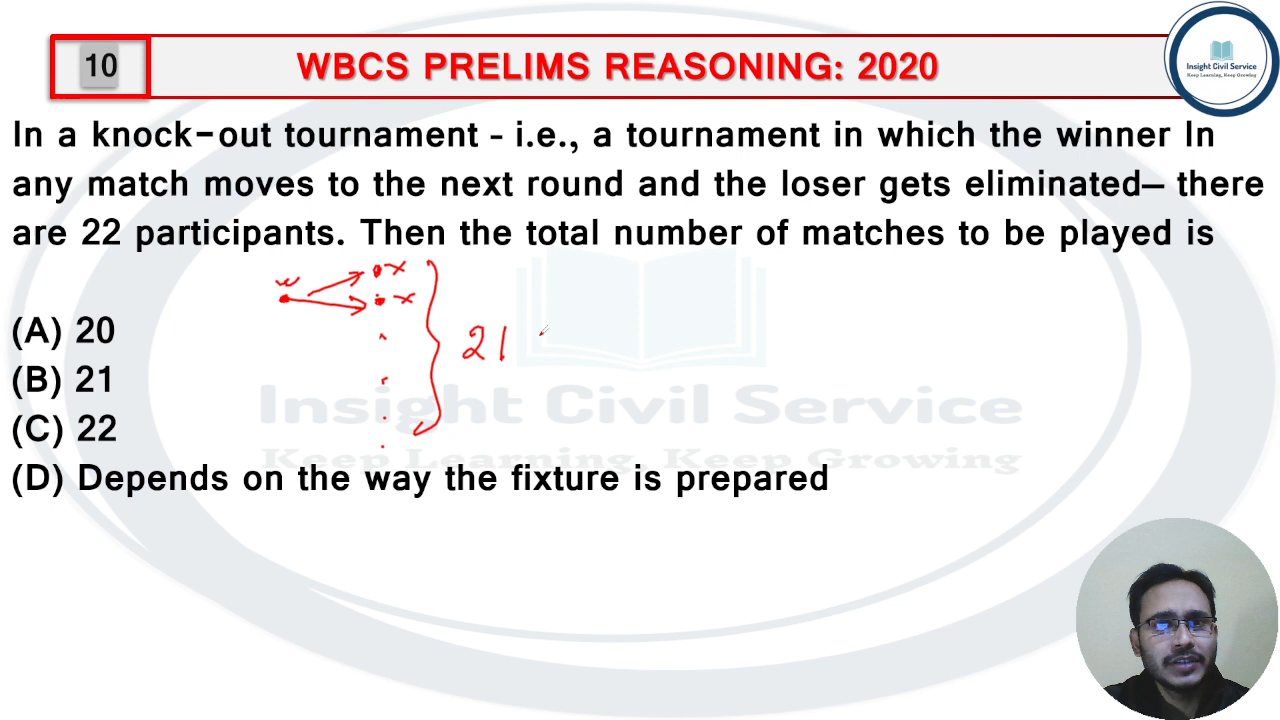 10
WBCS PRELIMS REASONING: 2020
Insight Civil Service
Keep Learning, Keep Growing
In a knock-out tournament - i.e., a tournament in which the winner In
any match moves to the next round and the loser gets eliminated— there
are 22 participants. Then the total number of matches to be played is
w
x
x
21
(A) 20
(B) 21
(C) 22
(D) Depends on the way the fixture is prepared
Insight Civil Service
Keep Learning, Keep Growing